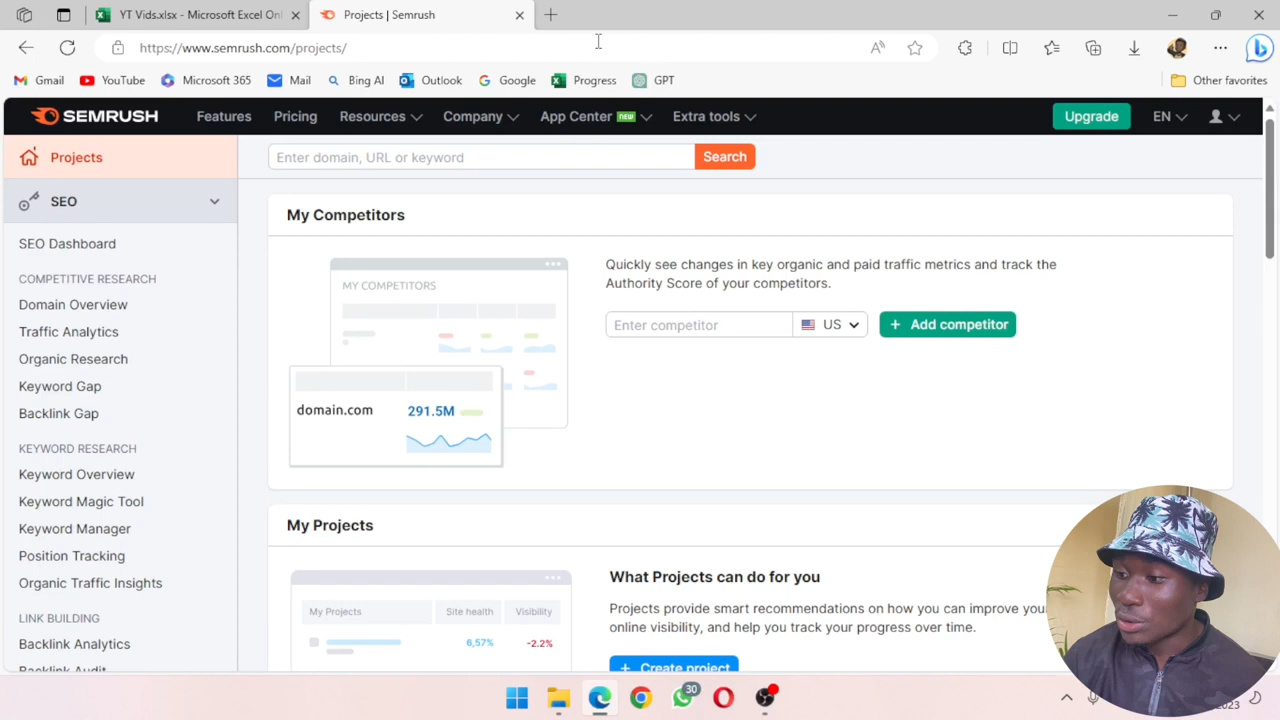 YT Vids.xlsx - Microsoft Excel Onl
Projects | Semrush
https://www.semrush.com/projects/
Gmail
YouTube
Microsoft 365
Mail
Bing AI
Outlook
Google
Progress
GPT
Other favorites
SEMRUSH
Features
Pricing
Resources
Company
App Center new
Extra tools
Upgrade
EN
Projects
Enter domain, URL or keyword
Search
SEO
SEO Dashboard
COMPETITIVE RESEARCH
Domain Overview
Traffic Analytics
Organic Research
Keyword Gap
Backlink Gap
KEYWORD RESEARCH
Keyword Overview
Keyword Magic Tool
Keyword Manager
Position Tracking
Organic Traffic Insights
LINK BUILDING
Backlink Analytics
Backlink Audit
My Competitors
MY COMPETITORS
domain.com
291.5M
Quickly see changes in key organic and paid traffic metrics and track the
Authority Score of your competitors.
Enter competitor
US
+ Add competitor
My Projects
My Projects
Site health
Visibility
6,57%
-2.2%
What Projects can do for you
Projects provide smart recommendations on how you can improve your
online visibility, and help you track your progress over time.
+ Create project
30
2023